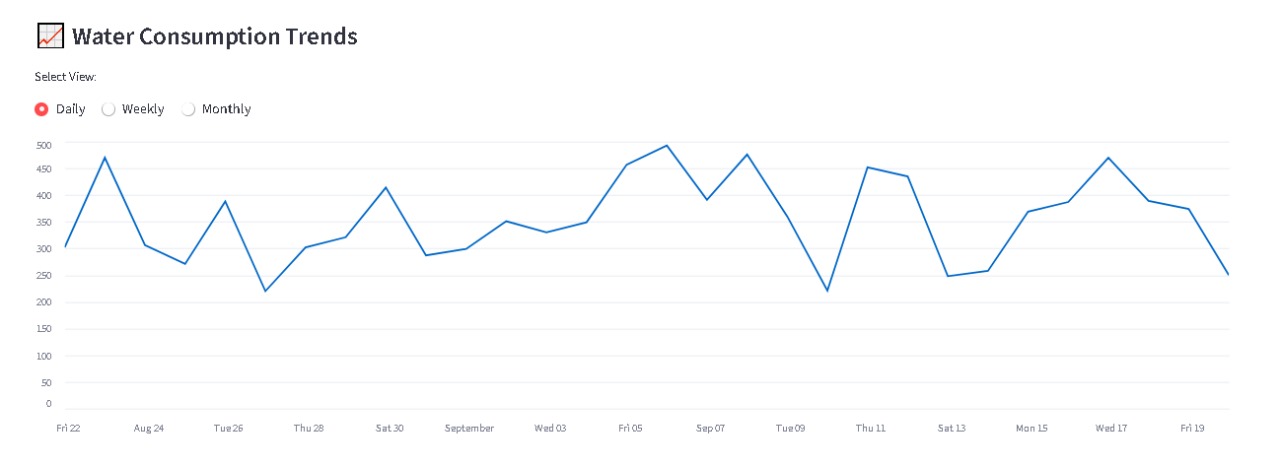 Water Consumption Trends
Select View:
Daily Weekly Monthly
500
450
400
350
300
250
200
150
100
50
0
Fri 22 Aug 24 Tue 26 Thu 28 Sat 30 September Wed 03 Fri 05 Sep 07 Tue 09 Thu 11 Sat 13 Mon 15 Wed 17 Fri 19